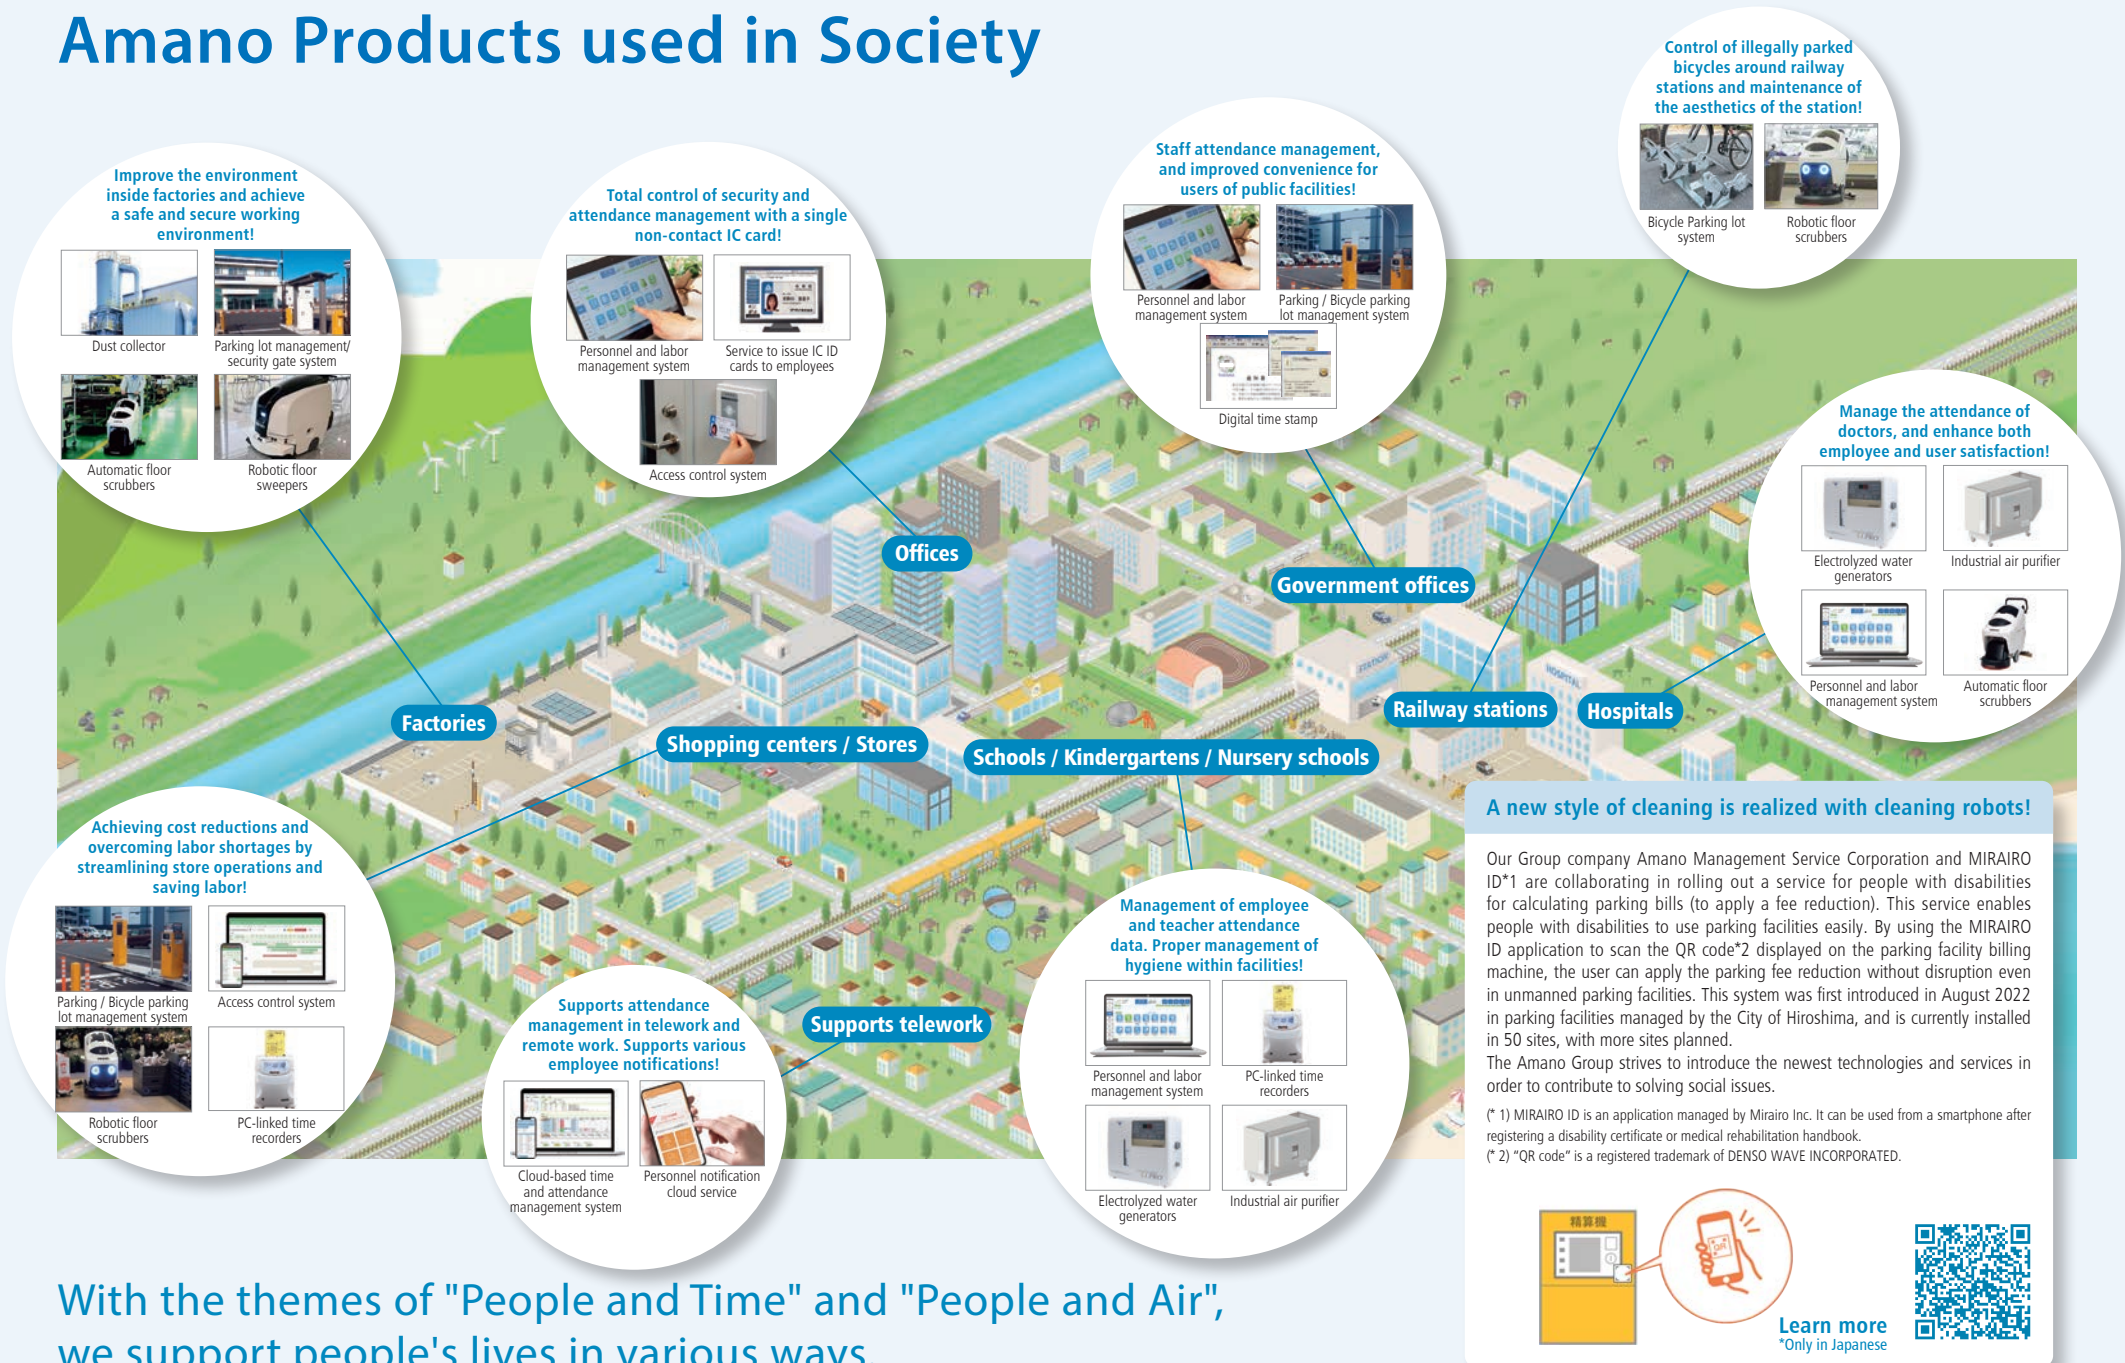 Amano Products used in Society
Improve the environment
inside factories and achieve
a safe and secure working
environment!
Dust collector
Parking lot management/
security gate system
Automatic floor
scrubbers
Robotic floor
sweepers
Total control of security and
attendance management with a single
non-contact IC card!
Personnel and labor
management system
Service to issue IC ID
cards to employees
Access control system
Staff attendance management,
and improved convenience for
users of public facilities!
Personnel and labor
management system
Parking / Bicycle parking
lot management system
Digital time stamp
Control of illegally parked
bicycles around railway
stations and maintenance of
the aesthetics of the station!
Bicycle Parking lot
system
Robotic floor
scrubbers
Manage the attendance of
doctors, and enhance both
employee and user satisfaction!
Electrolyzed water
generators
Industrial air purifier
Personnel and labor
management system
Automatic floor
scrubbers
Offices
Government offices
STATION
HOSPITAL
Factories
Railway stations
Hospitals
Shopping centers / Stores
Schools / Kindergartens / Nursery schools
Achieving cost reductions and
overcoming labor shortages by
streamlining store operations and
saving labor!
Parking / Bicycle parking
lot management system
Access control system
Robotic floor
scrubbers
PC-linked time
recorders
Supports attendance
management in telework and
remote work. Supports various
employee notifications!
Cloud-based time
and attendance
management system
Personnel notification
cloud service
Supports telework
Management of employee
and teacher attendance
data. Proper management of
hygiene within facilities!
Personnel and labor
management system
PC-linked time
recorders
Electrolyzed water
generators
Industrial air purifier
A new style of cleaning is realized with cleaning robots!
Our Group company Amano Management Service Corporation and MIRAIRO
ID*1 are collaborating in rolling out a service for people with disabilities
for calculating parking bills (to apply a fee reduction). This service enables
people with disabilities to use parking facilities easily. By using the MIRAIRO
ID application to scan the QR code*2 displayed on the parking facility billing
machine, the user can apply the parking fee reduction without disruption even
in unmanned parking facilities. This system was first introduced in August 2022
in parking facilities managed by the City of Hiroshima, and is currently installed
in 50 sites, with more sites planned.
The Amano Group strives to introduce the newest technologies and services in
order to contribute to solving social issues.
(* 1) MIRAIRO ID is an application managed by Mirairo Inc. It can be used from a smartphone after
registering a disability certificate or medical rehabilitation handbook.
(* 2) “QR code” is a registered trademark of DENSO WAVE INCORPORATED.
精算機
QR
Learn more
*Only in Japanese
With the themes of "People and Time" and "People and Air",
we support people's lives in various ways.